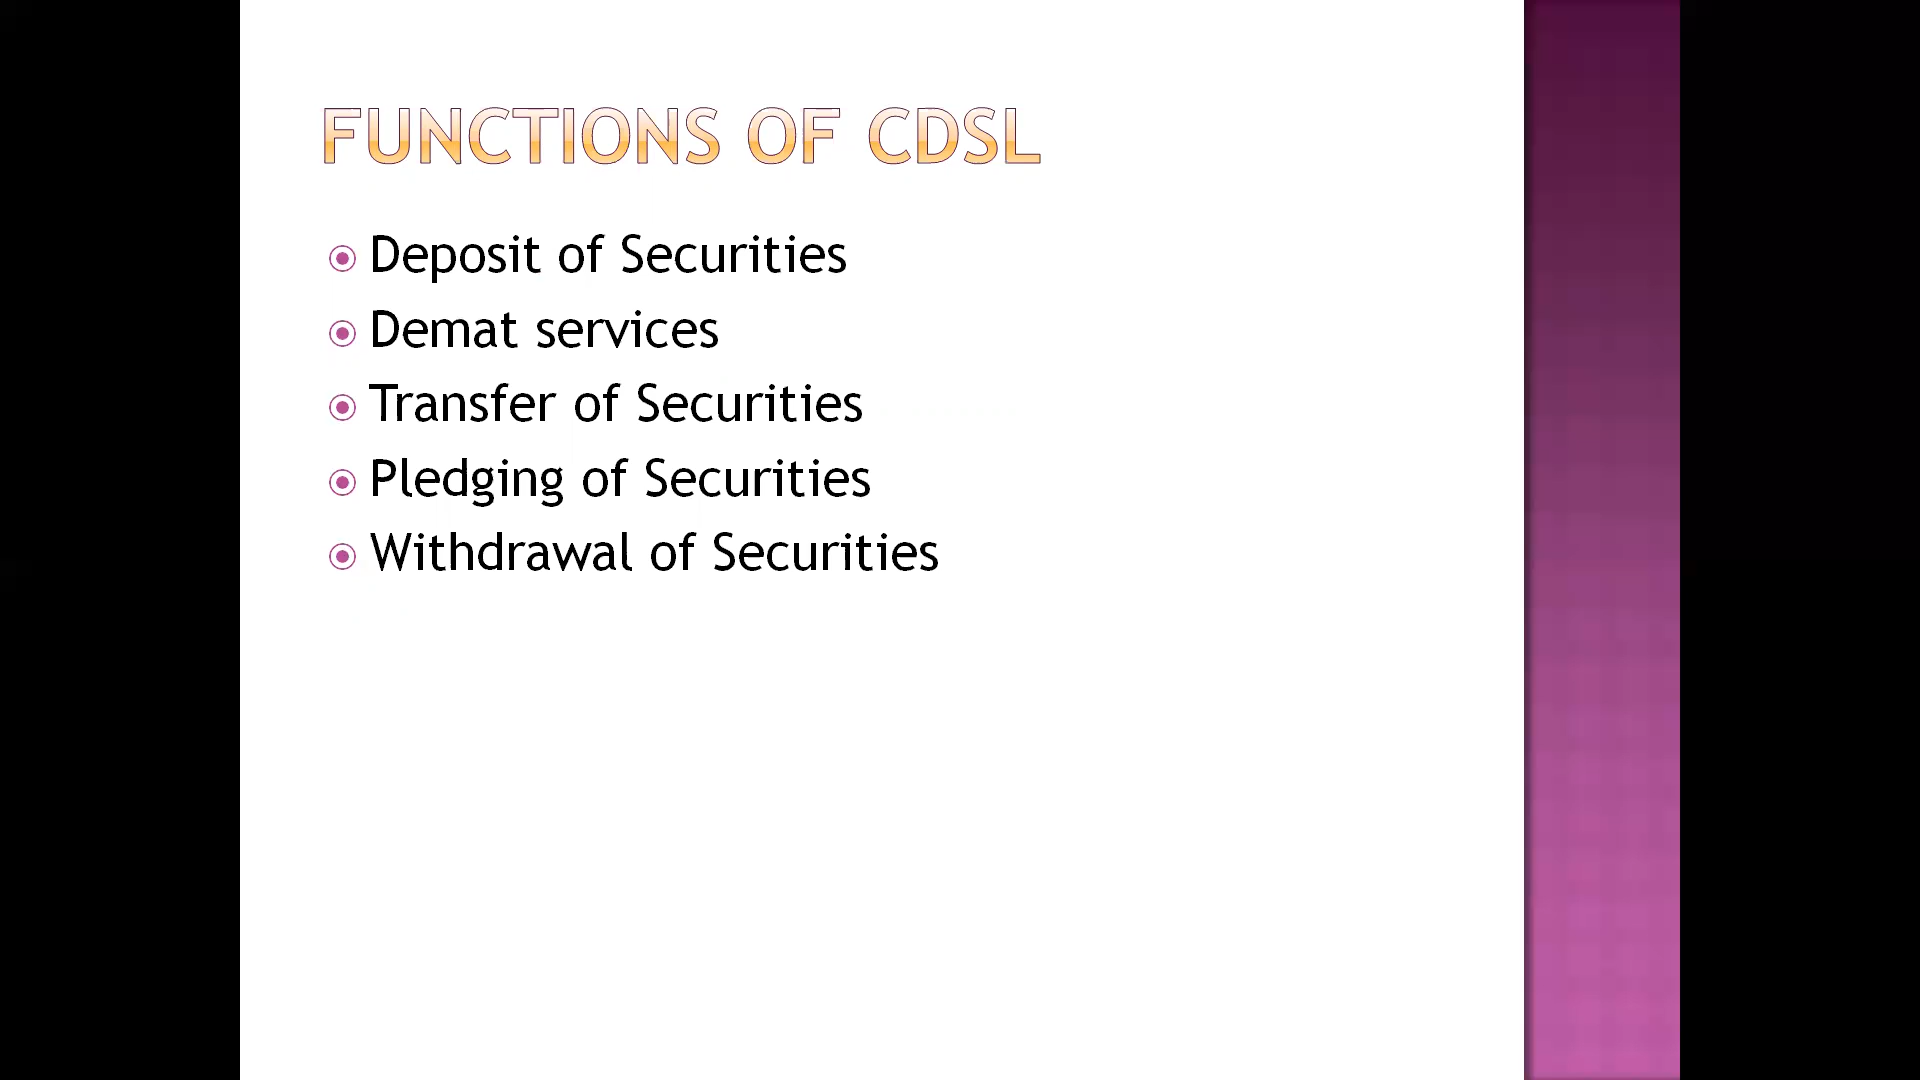 FUNCTIONS OF CDSL
Deposit of Securities
Demat services
Transfer of Securities
Pledging of Securities
Withdrawal of Securities